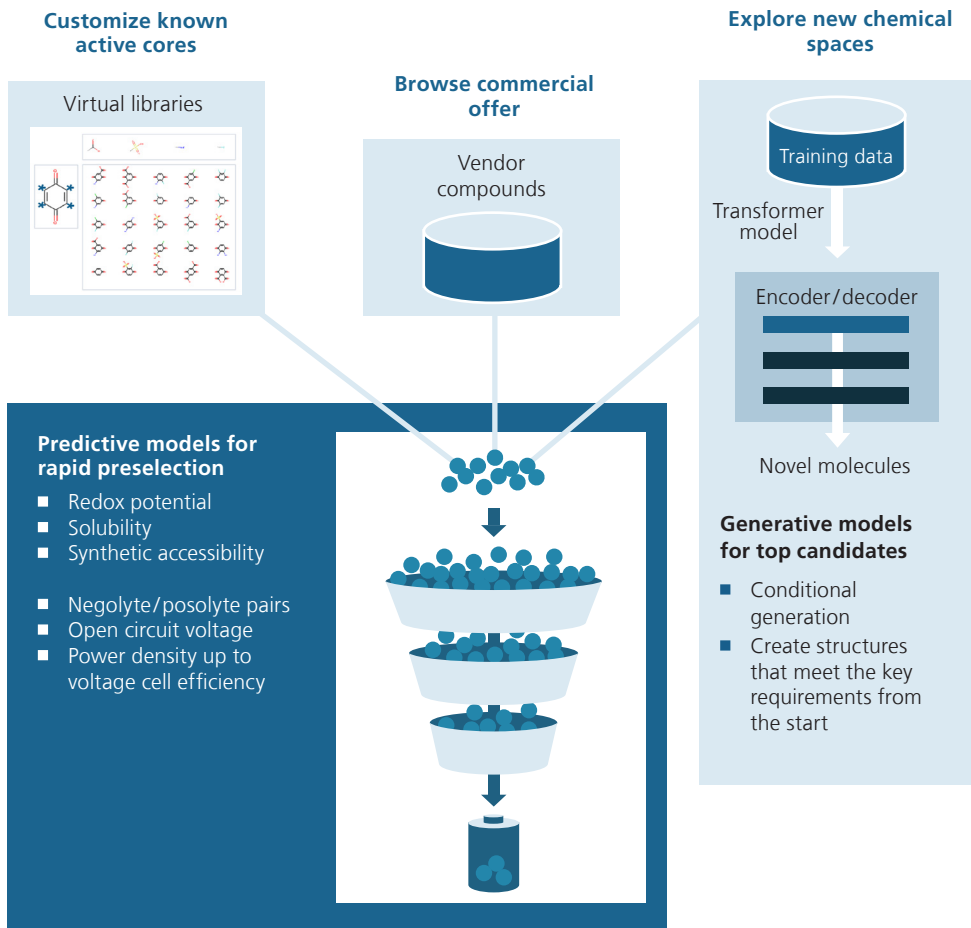 Customize known
active cores
Virtual libraries
Browse commercial
offer
Vendor
compounds
Explore new chemical
spaces
Training data
Transformer
model
Encoder/decoder
Novel molecules
Generative models
for top candidates
Conditional
generation
Create structures
that meet the key
requirements from
the start
Predictive models for
rapid preselection
Redox potential
Solubility
Synthetic accessibility
Negolyte/posolyte pairs
Open circuit voltage
Power density up to
voltage cell efficiency